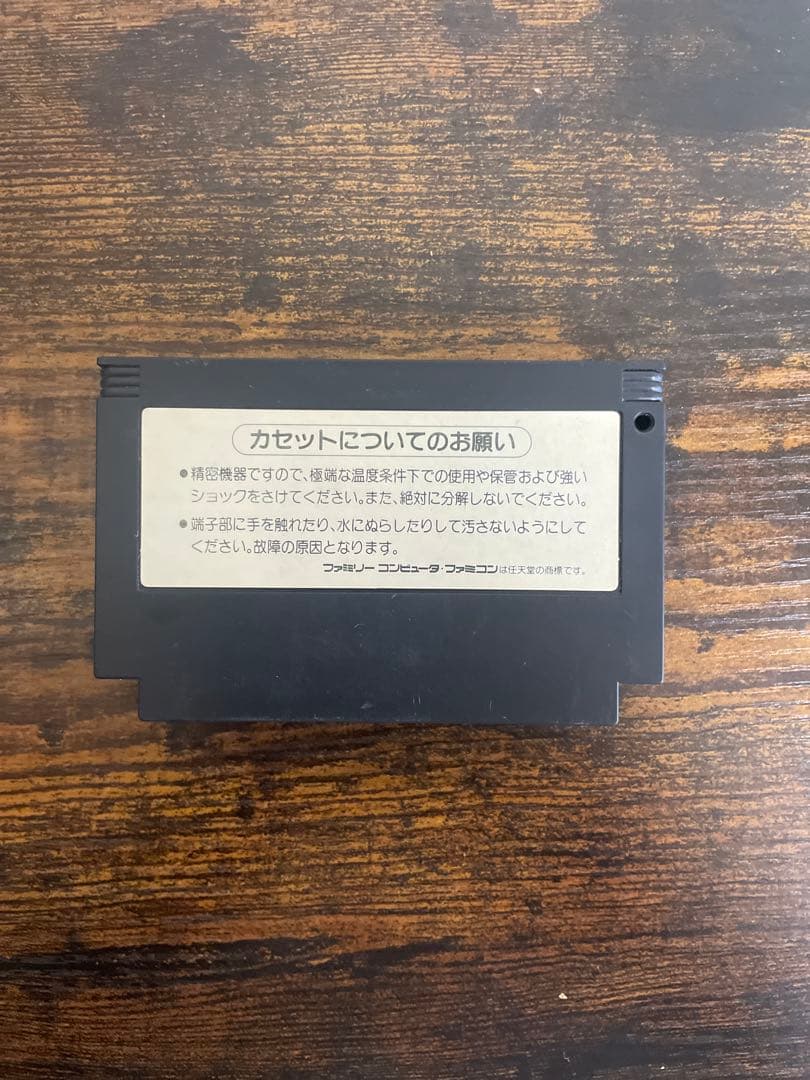 カセットについてのお願い
●精密機器ですので、極端な温度条件下での使用や保管および強い
ショックをさけてください。また、絶対に分解しないでください。
●端子部に手を触れたり、水にぬらしたりして汚さないようにして
ください。故障の原因となります。
ファミリー コンピュータ・ファミコンは任天堂の商標です。